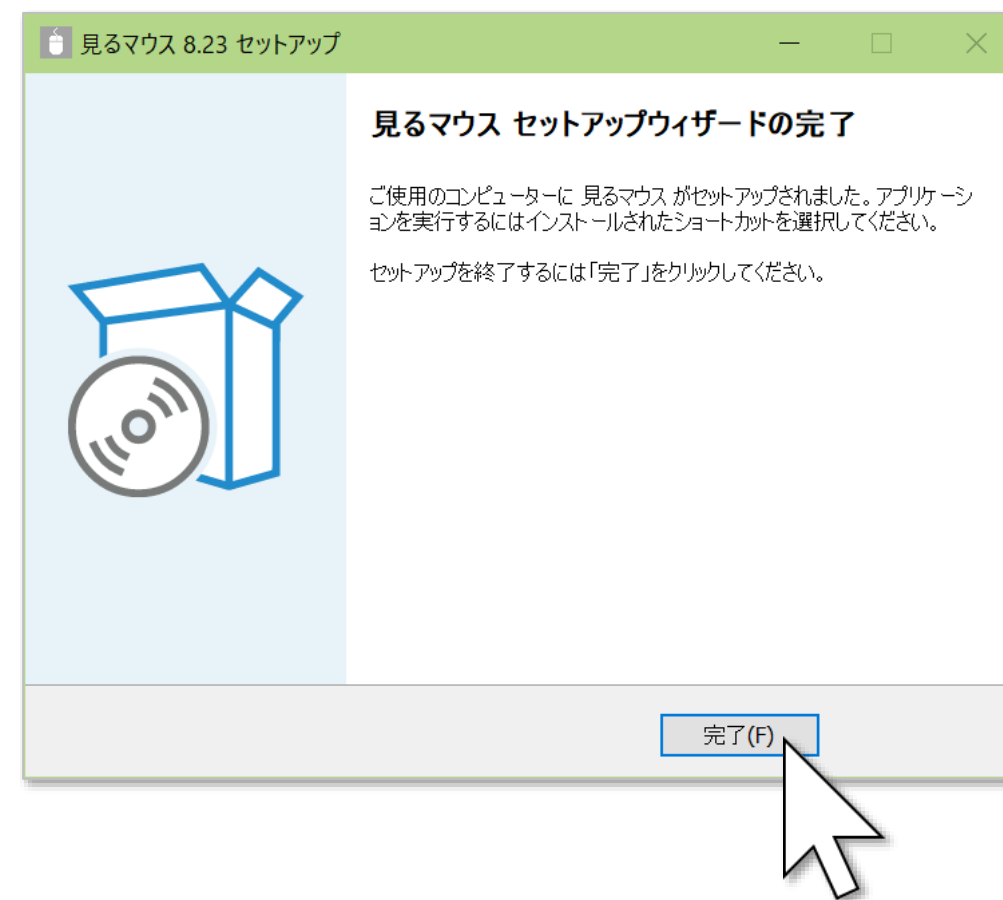 見るマウス 8.23 セットアップ
見るマウス セットアップウィザードの完了
ご使用のコンピューターに 見るマウス がセットアップされました。アプリケーシ
ョンを実行するにはインストールされたショートカットを選択してください。
セットアップを終了するには「完了」をクリックしてください。
完了(F)